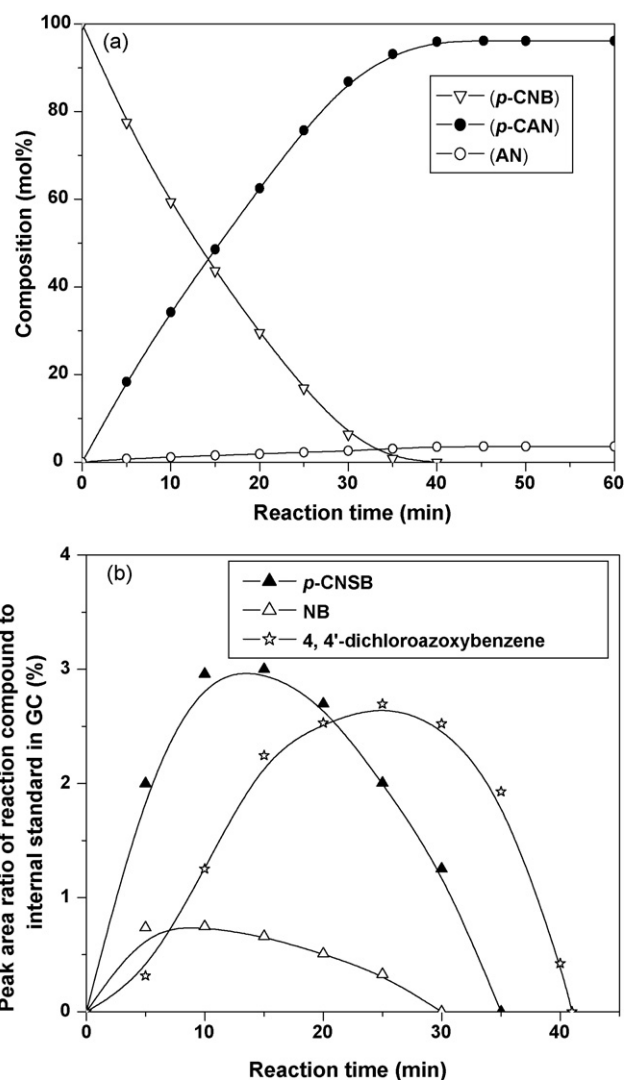 (a)
100
80
60
40
20
0
Composition (mol%)
(p-CNB)
(p-CAN)
(AN)
0 10 20 30 40 50 60
Reaction time (min)
(b)
4
3
2
1
0
Peak area ratio of reaction compound to
internal standard in GC (%)
p-CNSB
NB
4, 4'-dichloroazoxybenzene
0 10 20 30 40
Reaction time (min)